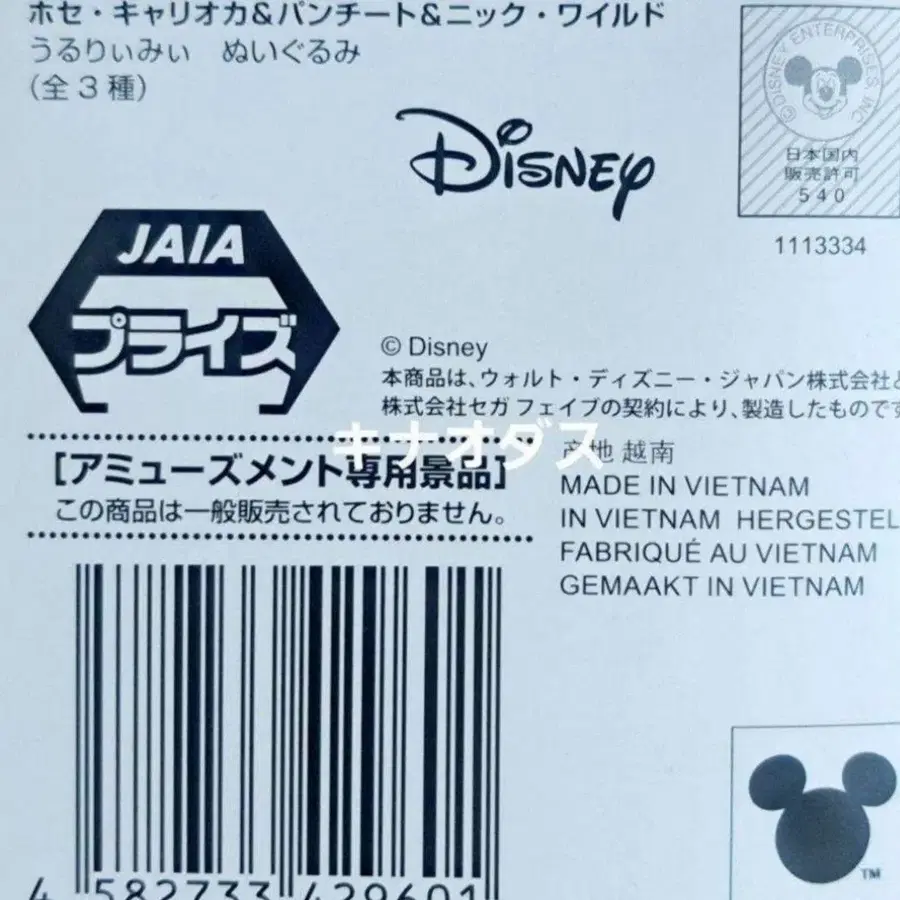 ホセ・キャリオカ&パンチート&ニック・ワイルド
うるりぃみぃ　ぬいぐるみ
(全3種)
Disney
©DISNEY ENTERPRISES, INC
日本国内
販売許可
540
1113334
JAIA
プライズ
© Disney
本商品は、ウォルト・ディズニー・ジャパン株式会社と
株式会社セガ フェイブの契約により、製造したものです
キナオダス
[アミューズメント専用景品]
この商品は一般販売されておりません。
産地 越南
MADE IN VIETNAM
IN VIETNAM HERGESTEL
FABRIQUÉ AU VIETNAM
GEMAAKT IN VIETNAM
4 582733 429601
TM